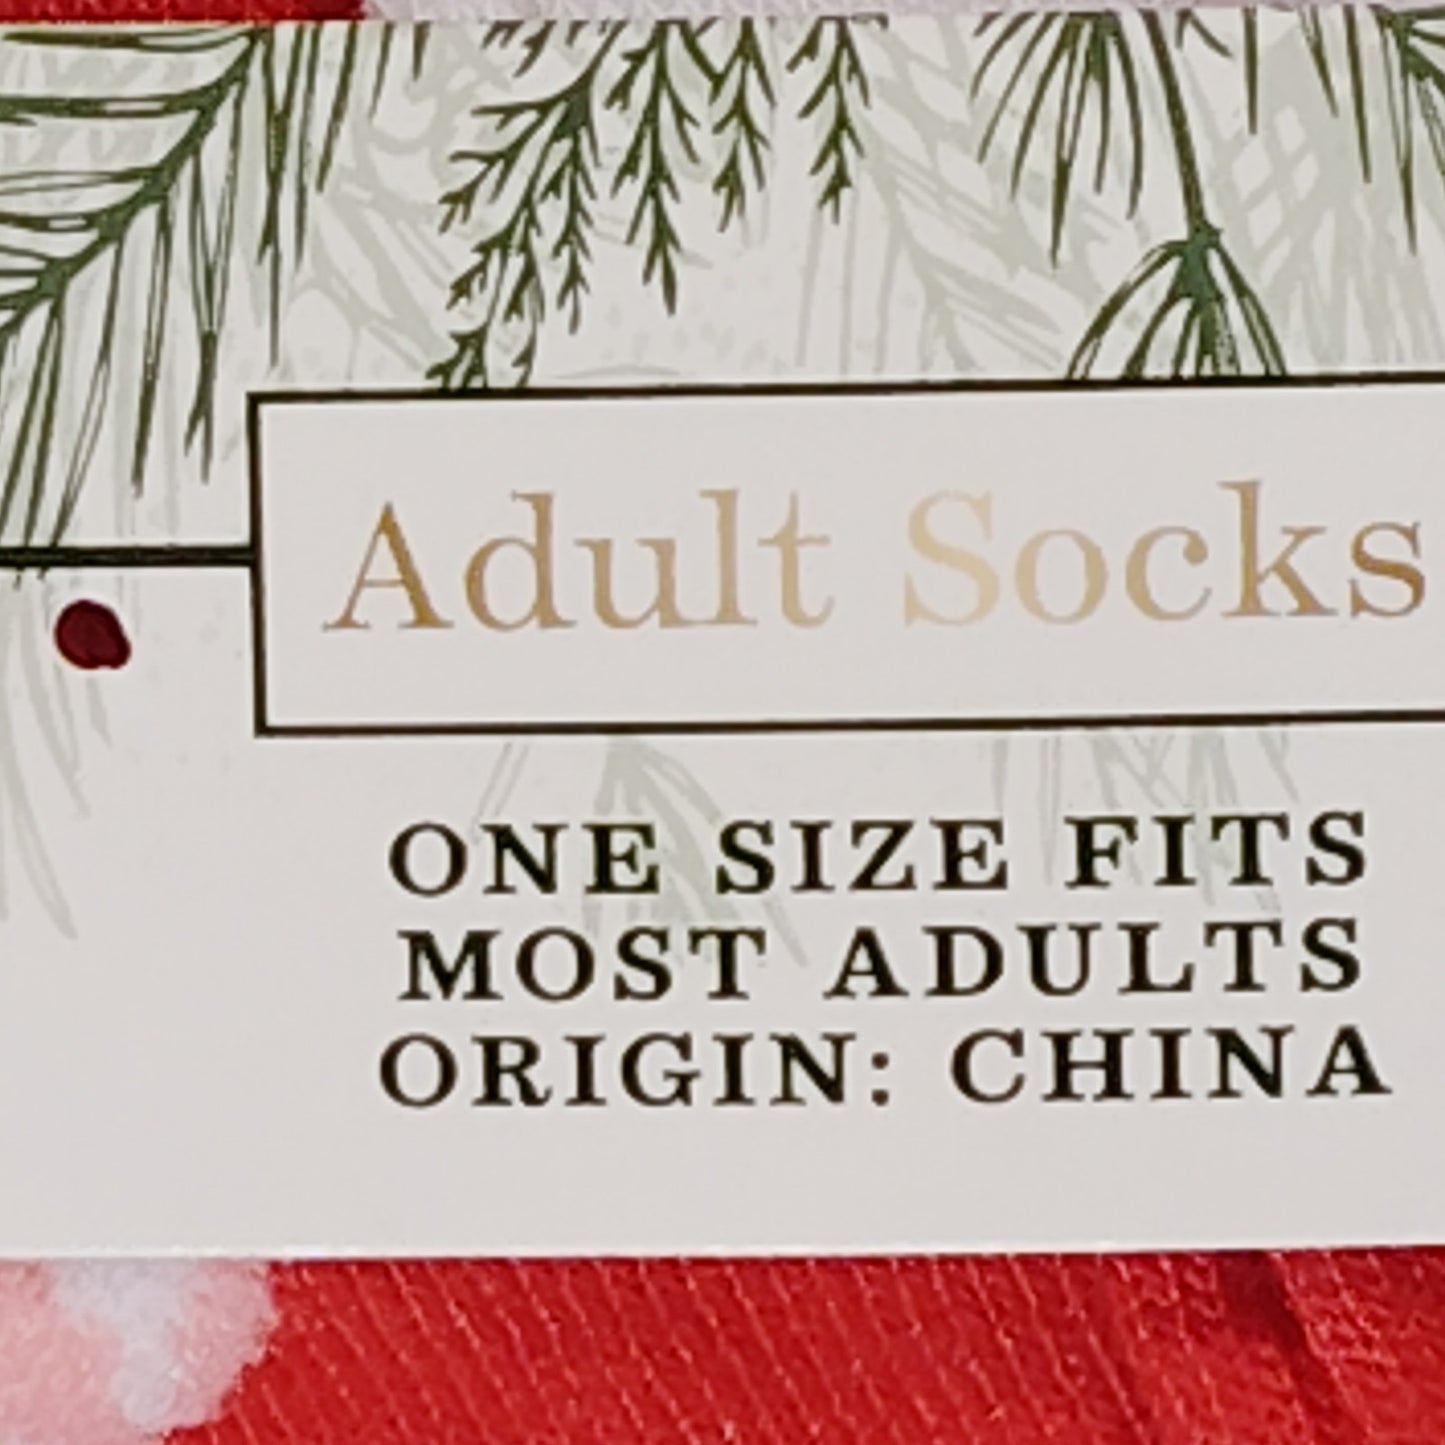 Adult Socks
ONE SIZE FITS
MOST ADULTS
ORIGIN: CHINA